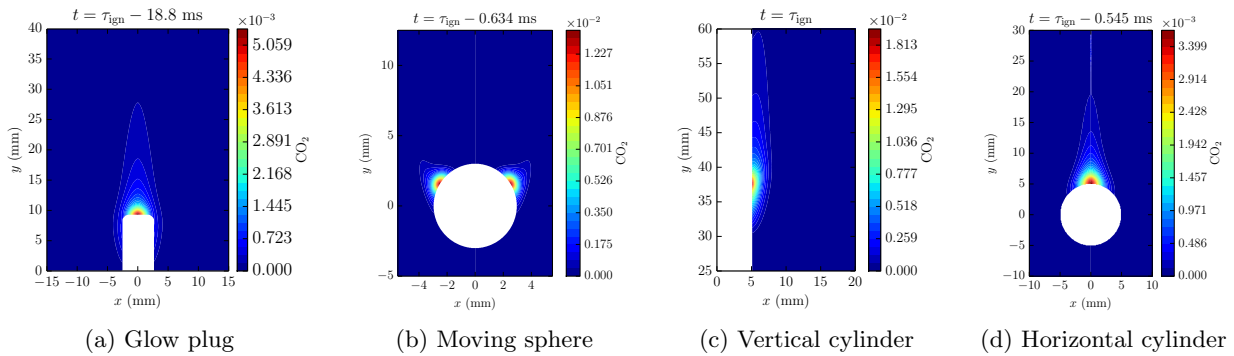 t = τign − 18.8 ms
×10−3
40
35
30
25
20
15
10
5
0
−15 −10 −5 0 5 10 15
x (mm)
y (mm)
5.059
4.336
3.613
2.891
2.168
1.445
0.723
0.000
CO2
(a) Glow plug
t = τign − 0.634 ms
×10−2
10
5
0
−5
−4 −2 0 2 4
x (mm)
y (mm)
1.227
1.051
0.876
0.701
0.526
0.350
0.175
0.000
CO2
(b) Moving sphere
t = τign
×10−2
60
55
50
45
40
35
30
25
0 5 10 15 20
x (mm)
y (mm)
1.813
1.554
1.295
1.036
0.777
0.518
0.259
0.000
CO2
(c) Vertical cylinder
t = τign − 0.545 ms
×10−3
30
25
20
15
10
5
0
−5
−10
−10 −5 0 5 10
x (mm)
y (mm)
3.399
2.914
2.428
1.942
1.457
0.971
0.486
0.000
CO2
(d) Horizontal cylinder